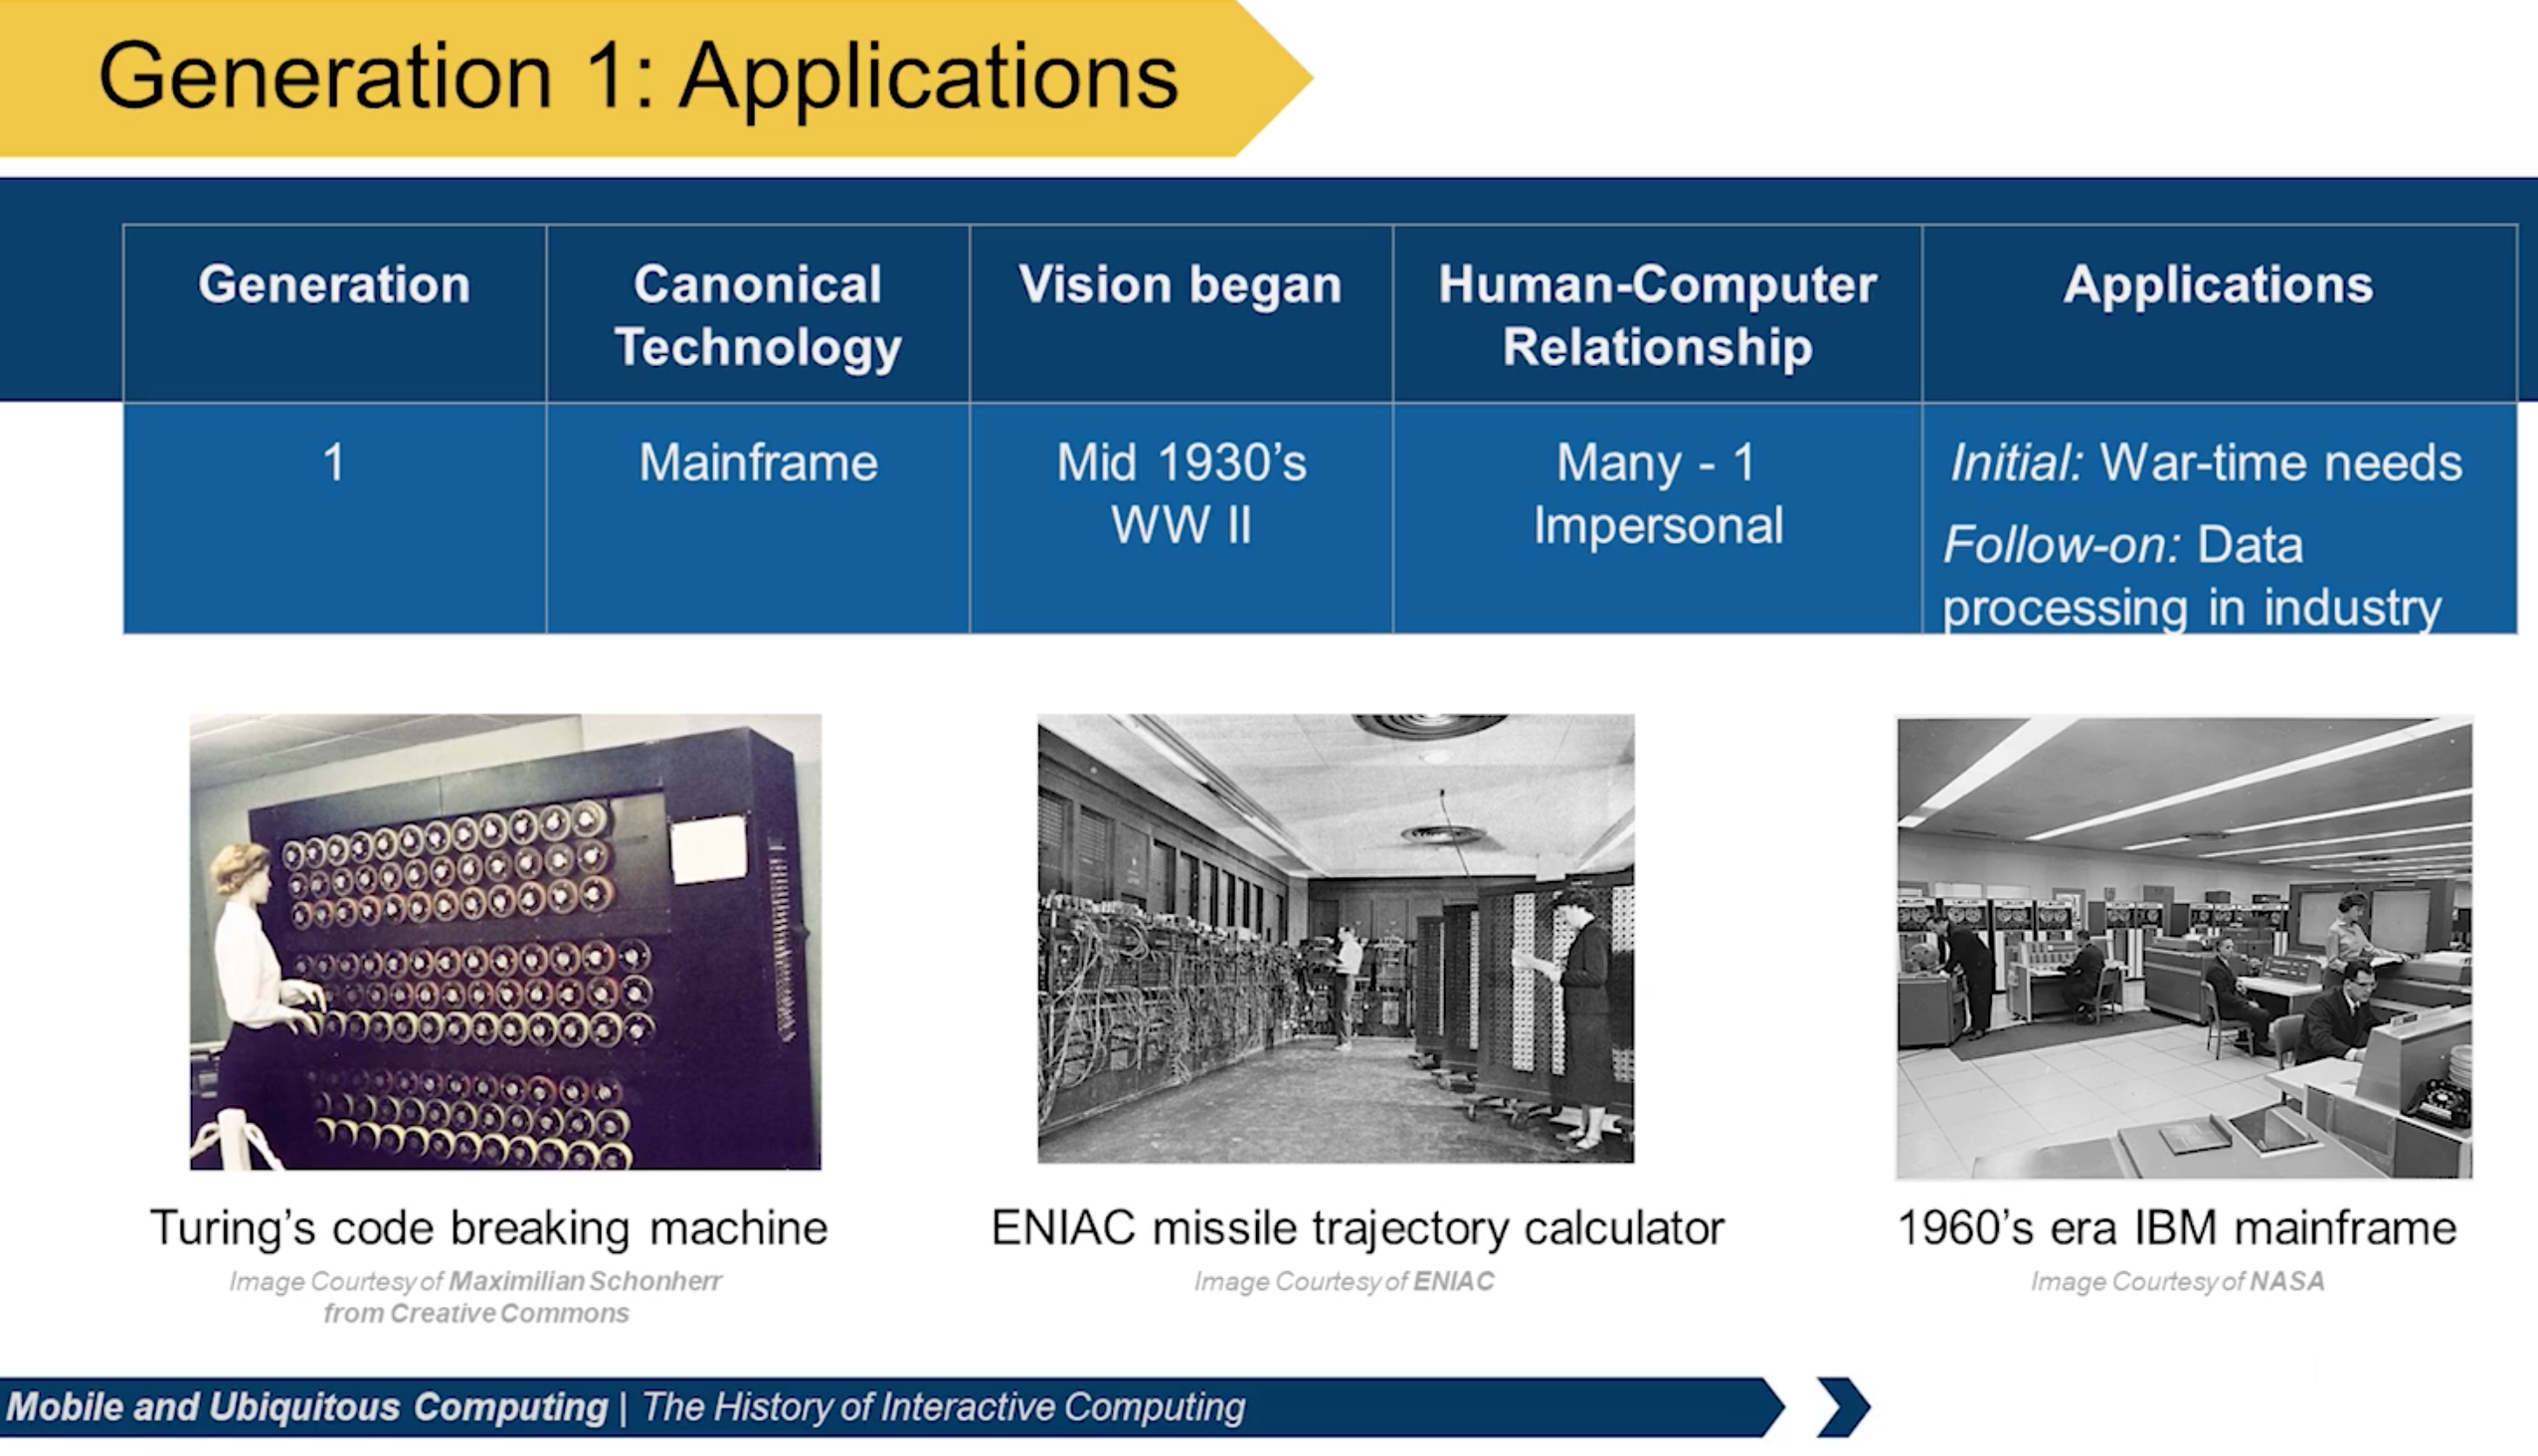 Generation 1: Applications
Generation
Canonical
Technology
Vision began
Human-Computer
Relationship
Applications
1
Mainframe
Mid 1930's
WW II
Many - 1
Impersonal
Initial: War-time needs
Follow-on: Data
processing in industry
Turing's code breaking machine
Image Courtesy of Maximilian Schonherr
from Creative Commons
ENIAC missile trajectory calculator
Image Courtesy of ENIAC
1960's era IBM mainframe
Image Courtesy of NASA
Mobile and Ubiquitous Computing | The History of Interactive Computing